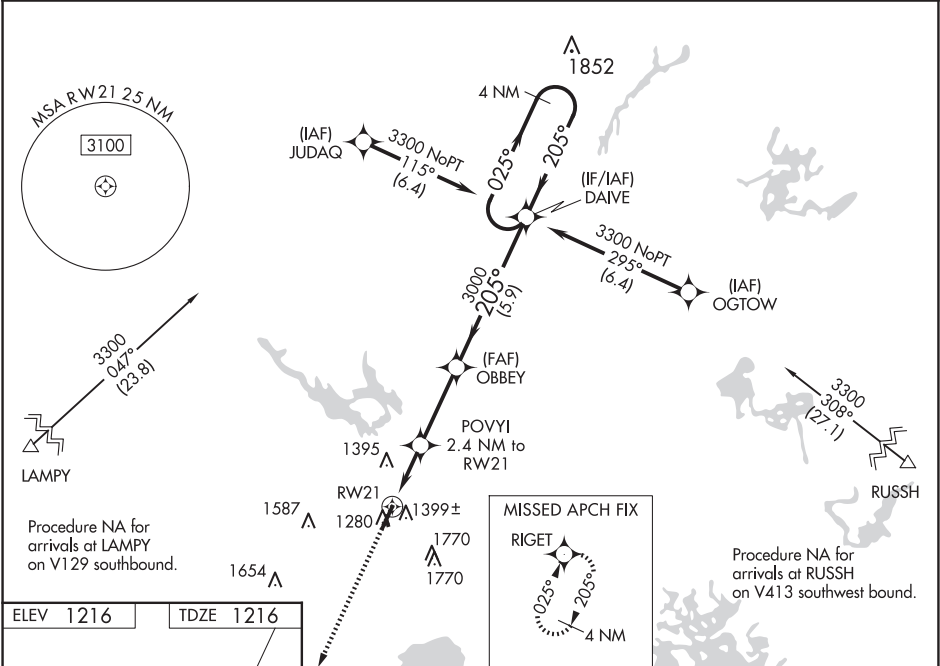 MSA RW21 25 NM
3100
1852
4 NM
(IAF)
JUDAQ
3300 NoPT
115°
(6.4)
025°
205°
(IF/IAF)
DAIVE
3300 NoPT
295°
(6.4)
(IAF)
OGTOW
3000
205°
(5.9)
3300
047°
(23.8)
LAMPY
(FAF)
OBBEY
3300
308°
(27.1)
RUSSH
POVYI
2.4 NM to
RW21
1395
RW21
1587
1280
1399±
1770
1770
1654
Procedure NA for
arrivals at LAMPY
on V129 southbound.
MISSED APCH FIX
RIGET
025°
205°
4 NM
Procedure NA for
arrivals at RUSSH
on V413 southwest bound.
ELEV 1216
TDZE 1216